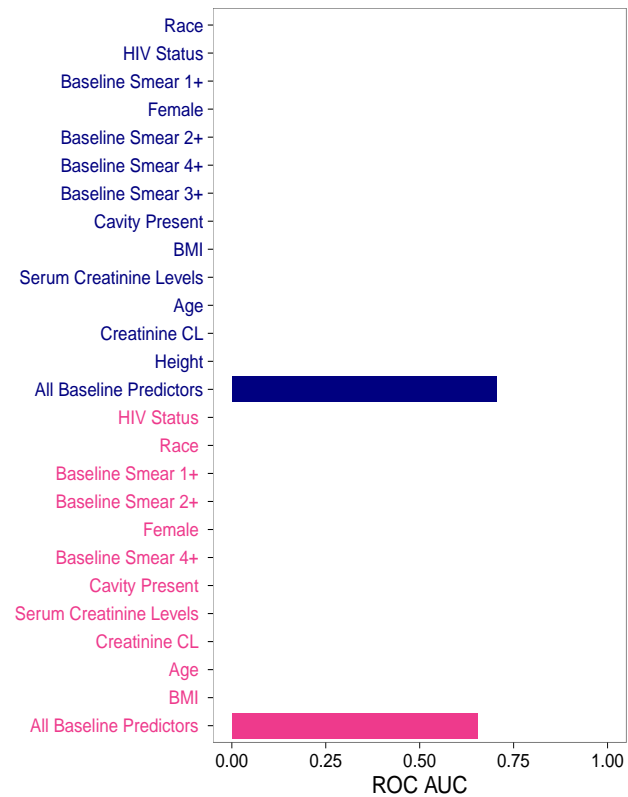 Race
HIV Status
Baseline Smear 1+
Female
Baseline Smear 2+
Baseline Smear 4+
Baseline Smear 3+
Cavity Present
BMI
Serum Creatinine Levels
Age
Creatinine CL
Height
All Baseline Predictors
HIV Status
Race
Baseline Smear 1+
Baseline Smear 2+
Female
Baseline Smear 4+
Cavity Present
Serum Creatinine Levels
Creatinine CL
Age
BMI
All Baseline Predictors
0.00 0.25 0.50 0.75 1.00
ROC AUC